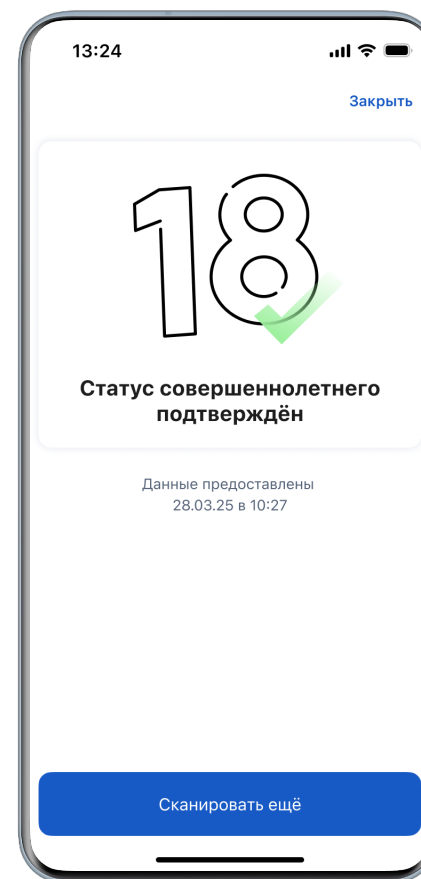 13:24
Закрыть
18
Статус совершеннолетнего
подтверждён
Данные предоставлены
28.03.25 в 10:27
Сканировать ещё